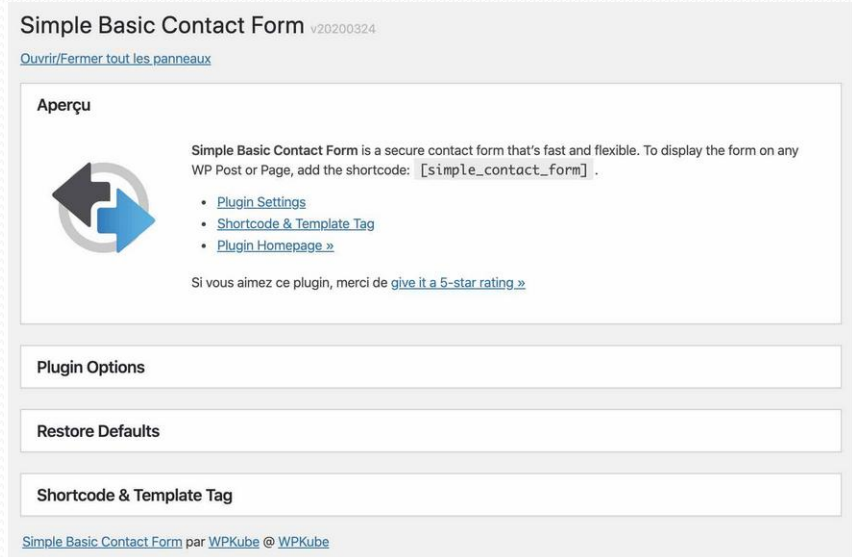 Simple Basic Contact Form v20200324
Ouvrir/Fermer tout les panneaux
Aperçu
Simple Basic Contact Form is a secure contact form that's fast and flexible. To display the form on any
WP Post or Page, add the shortcode: [simple_contact_form] .
• Plugin Settings
• Shortcode & Template Tag
• Plugin Homepage »
Si vous aimez ce plugin, merci de give it a 5-star rating »
Plugin Options
Restore Defaults
Shortcode & Template Tag
Simple Basic Contact Form par WPKube @ WPKube